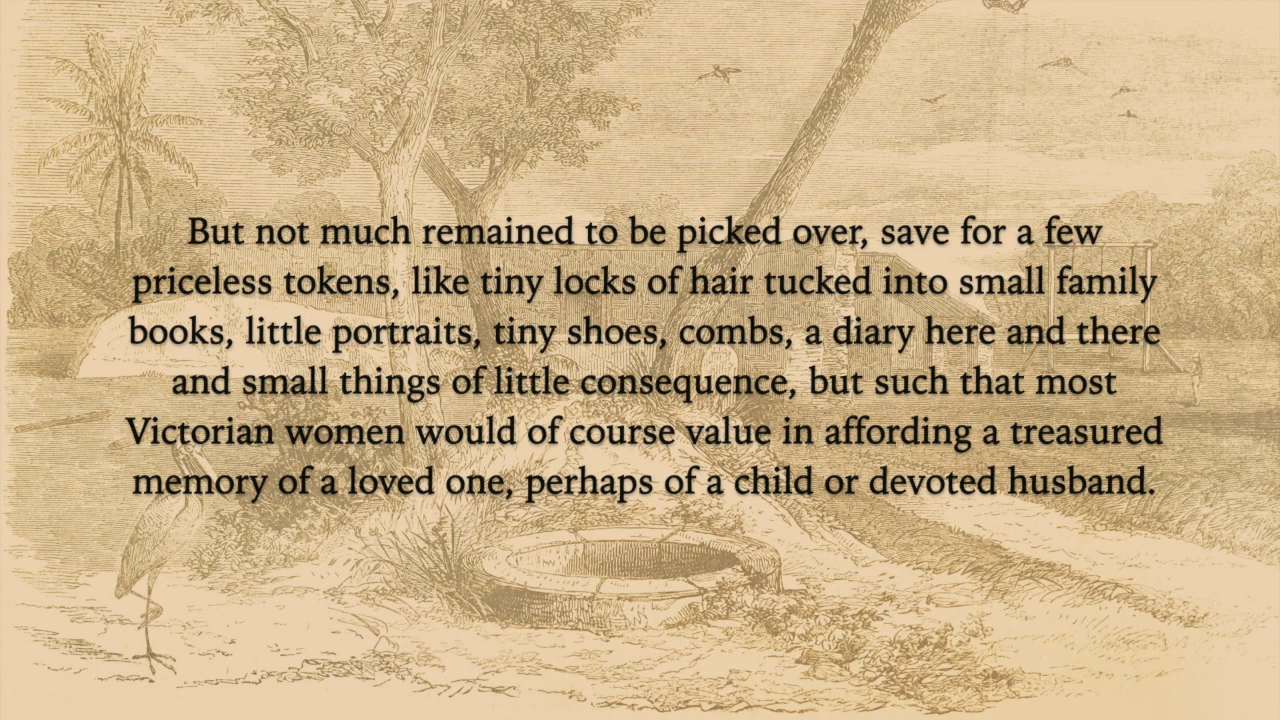 But not much remained to be picked over, save for a few
priceless tokens, like tiny locks of hair tucked into small family
books, little portraits, tiny shoes, combs, a diary here and there
and small things of little consequence, but such that most
Victorian women would of course value in affording a treasured
memory of a loved one, perhaps of a child or devoted husband.